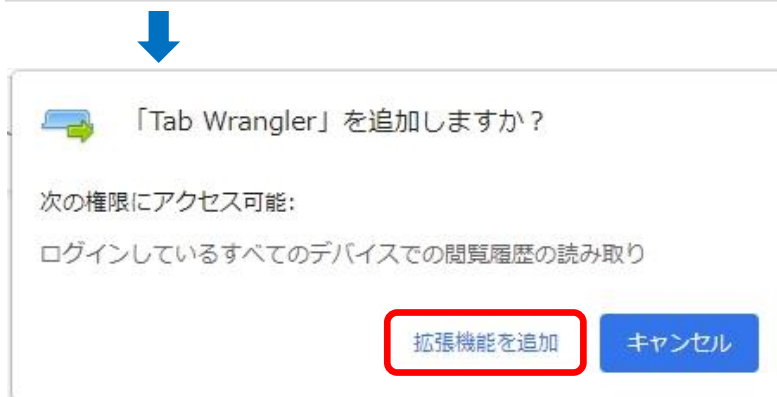 「Tab Wrangler」を追加しますか？
次の権限にアクセス可能:
ログインしているすべてのデバイスでの閲覧履歴の読み取り
拡張機能を追加
キャンセル